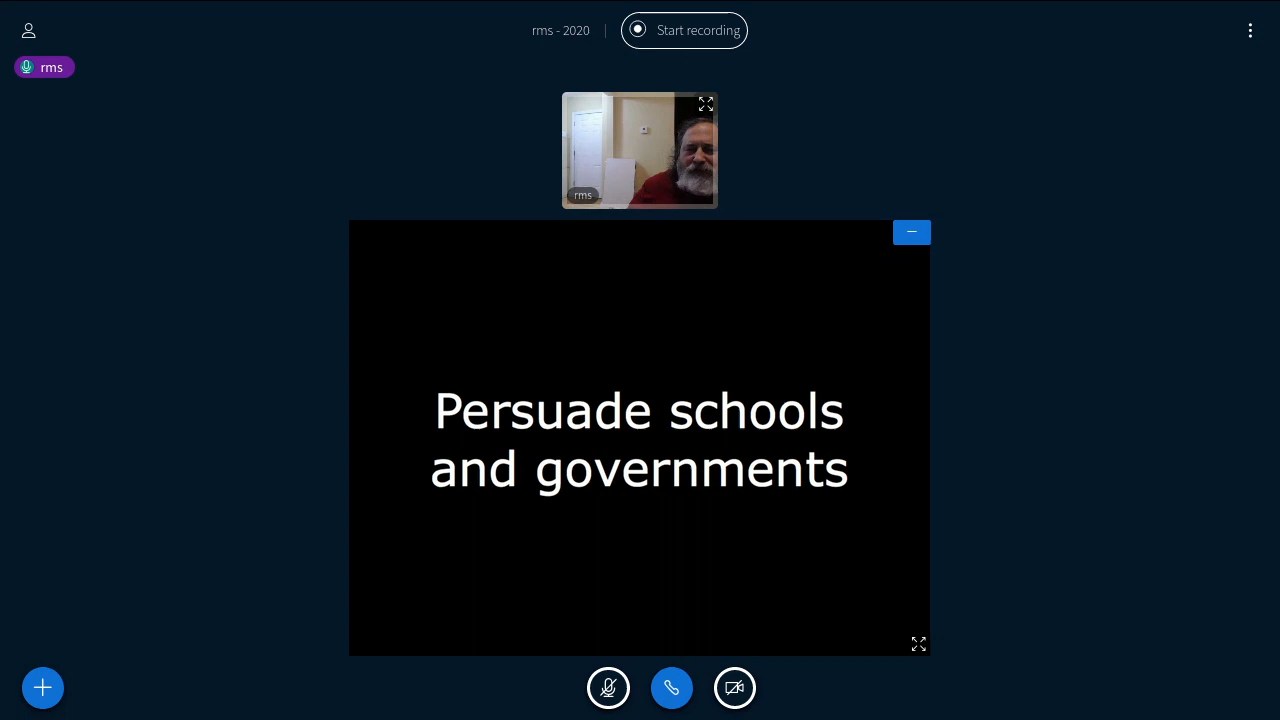 rms - 2020
Start recording
rms
rms
Persuade schools
and governments